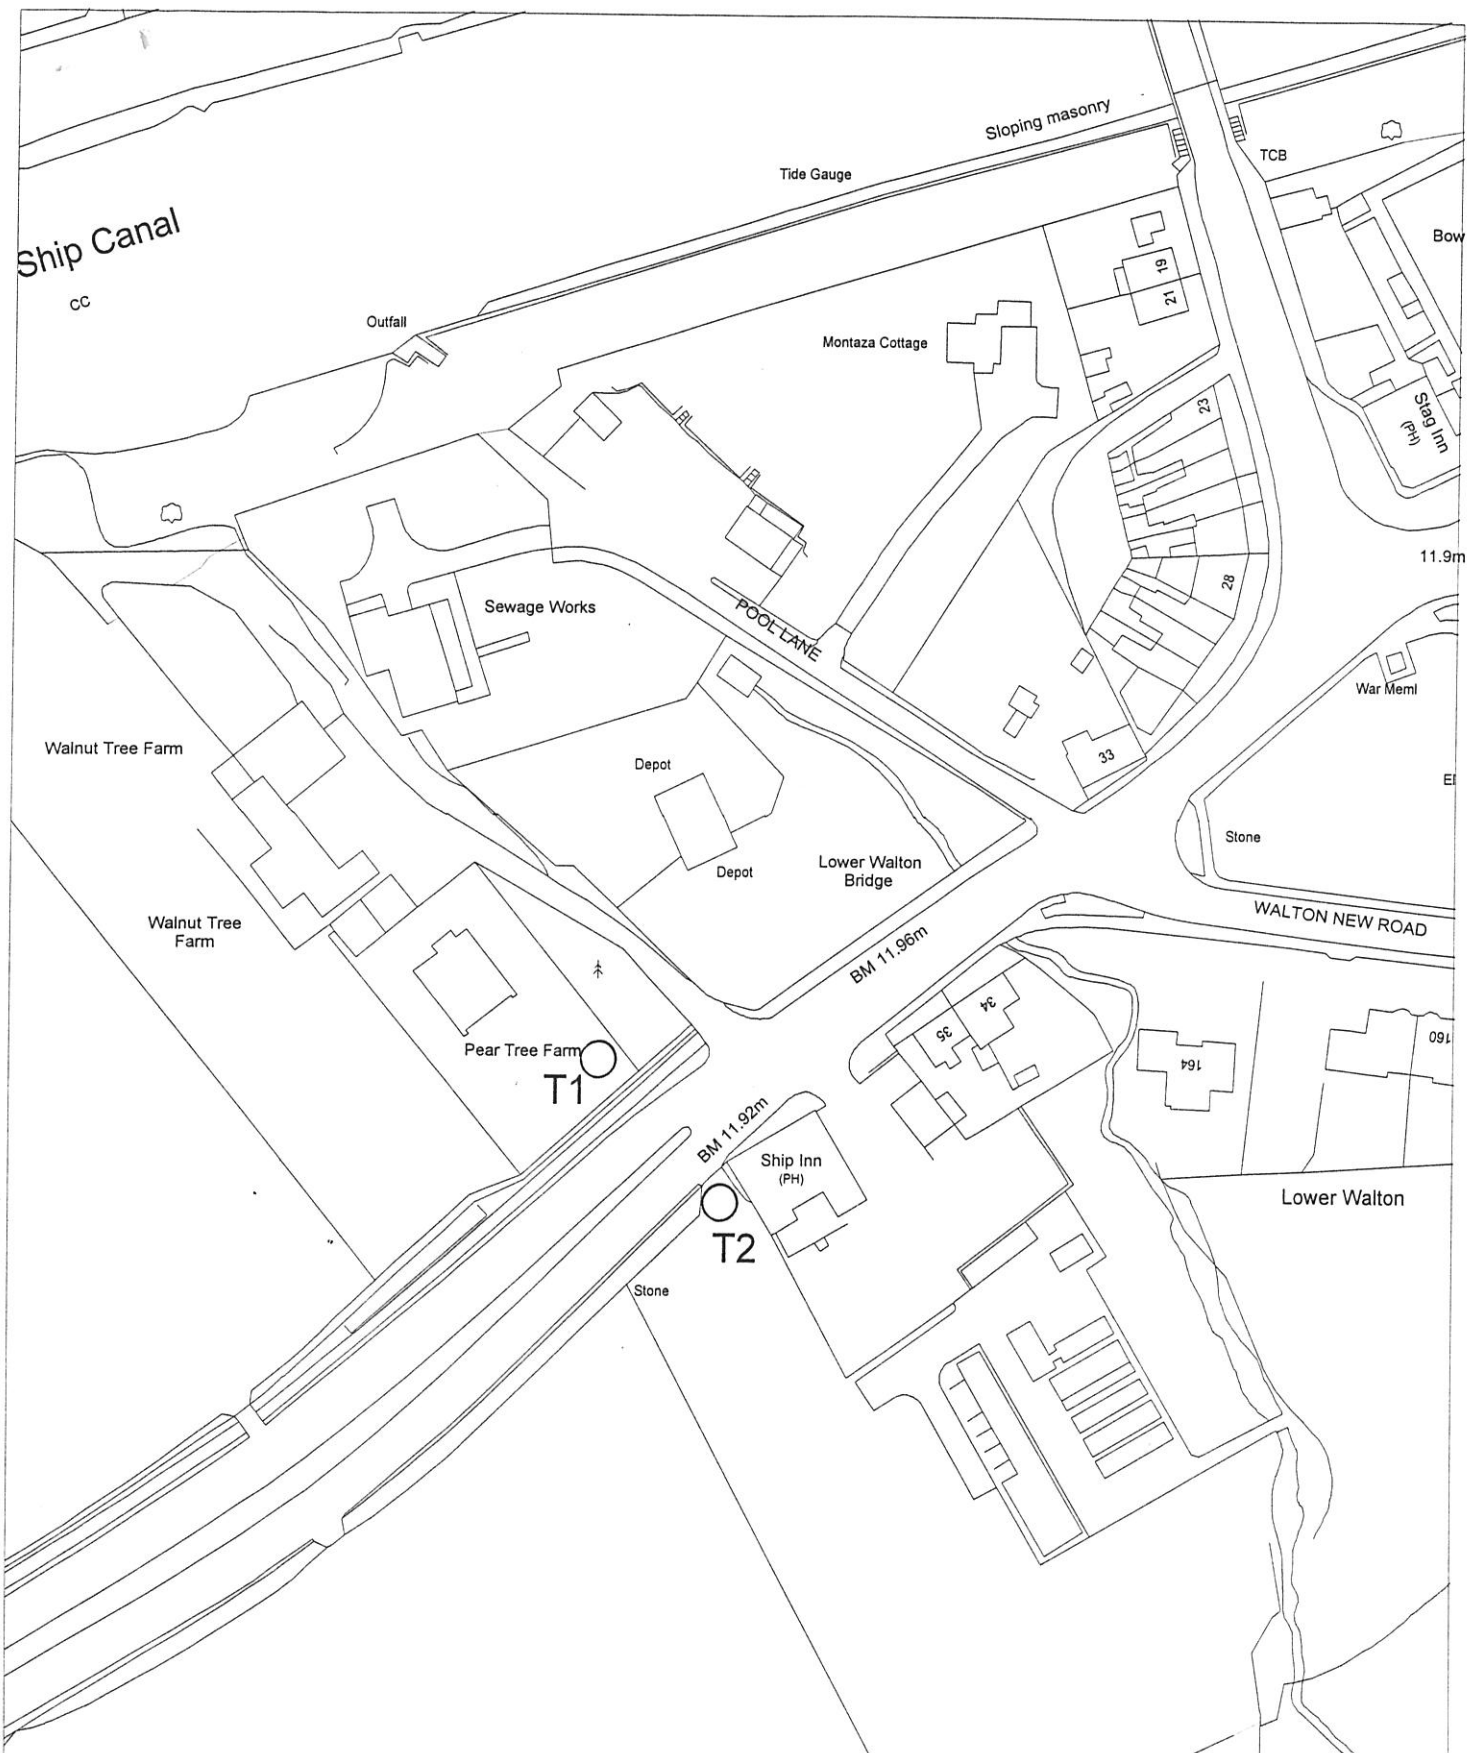 Sloping masonry
TCB
Tide Gauge
Ship Canal
CC
Bow
19
21
Outfall
Montaza Cottage
23
Stag Inn
(PH)
11.9m
28
Sewage Works
POOL LANE
War Meml
Walnut Tree Farm
33
Depot
El
Stone
Depot
Lower Walton
Bridge
Walnut Tree
Farm
WALTON NEW ROAD
BM 11.96m
34
35
160
164
Pear Tree Farm
T1
BM 11.92m
Ship Inn
(PH)
Lower Walton
T2
Stone